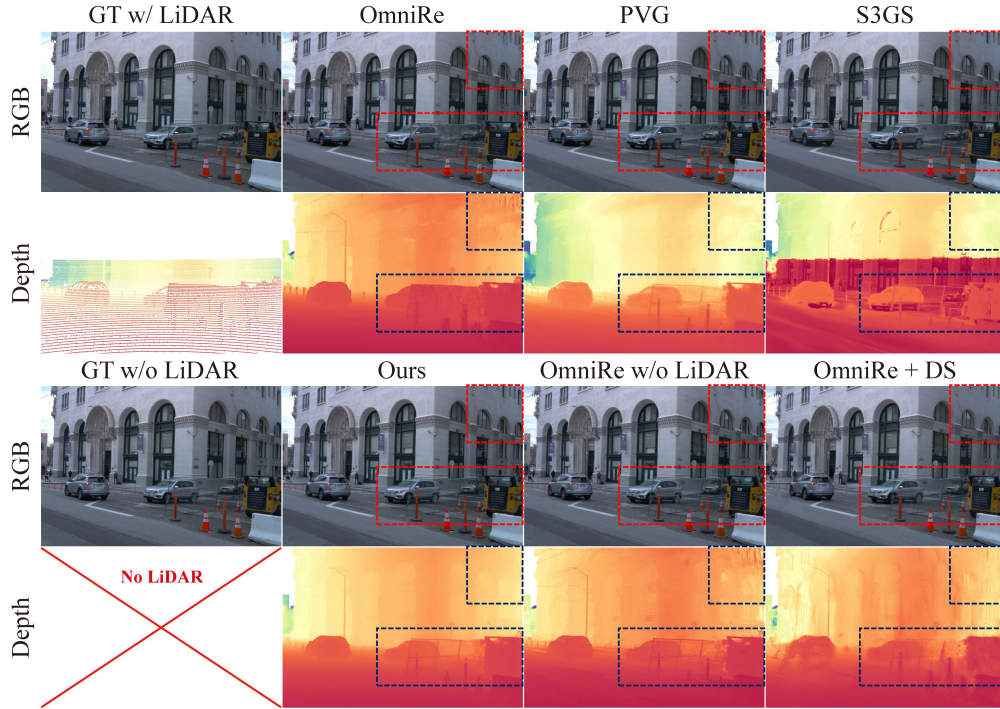 GT w/ LiDAR OmniRe PVG S3GS
RGB
Depth
GT w/o LiDAR Ours OmniRe w/o LiDAR OmniRe + DS
RGB
Depth
No LiDAR